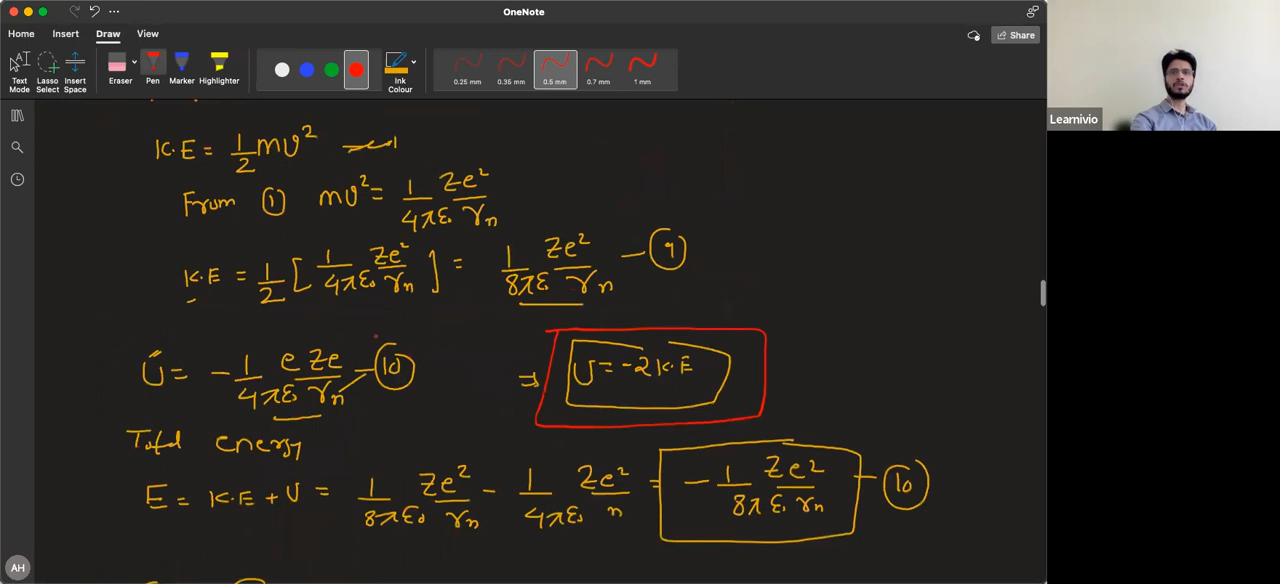 OneNote
Home Insert Draw View
Share
Text Mode Lasso Select Insert Space Eraser Pen Marker Highlighter Ink Colour 0.25 mm 0.35 mm 0.5 mm 0.7 mm 1 mm
Learnivio
K.E = 1/2 mv²
From ① mv² = 1/4πε₀ Ze²/rₙ
K.E = 1/2 [ 1/4πε₀ Ze²/rₙ ] = 1/8πε₀ Ze²/rₙ — ⑨
U = - 1/4πε₀ e Ze/rₙ — ⑩ ⇒ U = -2 K.E
Total energy
E = K.E + U = 1/8πε₀ Ze²/rₙ - 1/4πε₀ Ze²/n = - 1/8πε₀ Ze²/rₙ — ⑩
AH